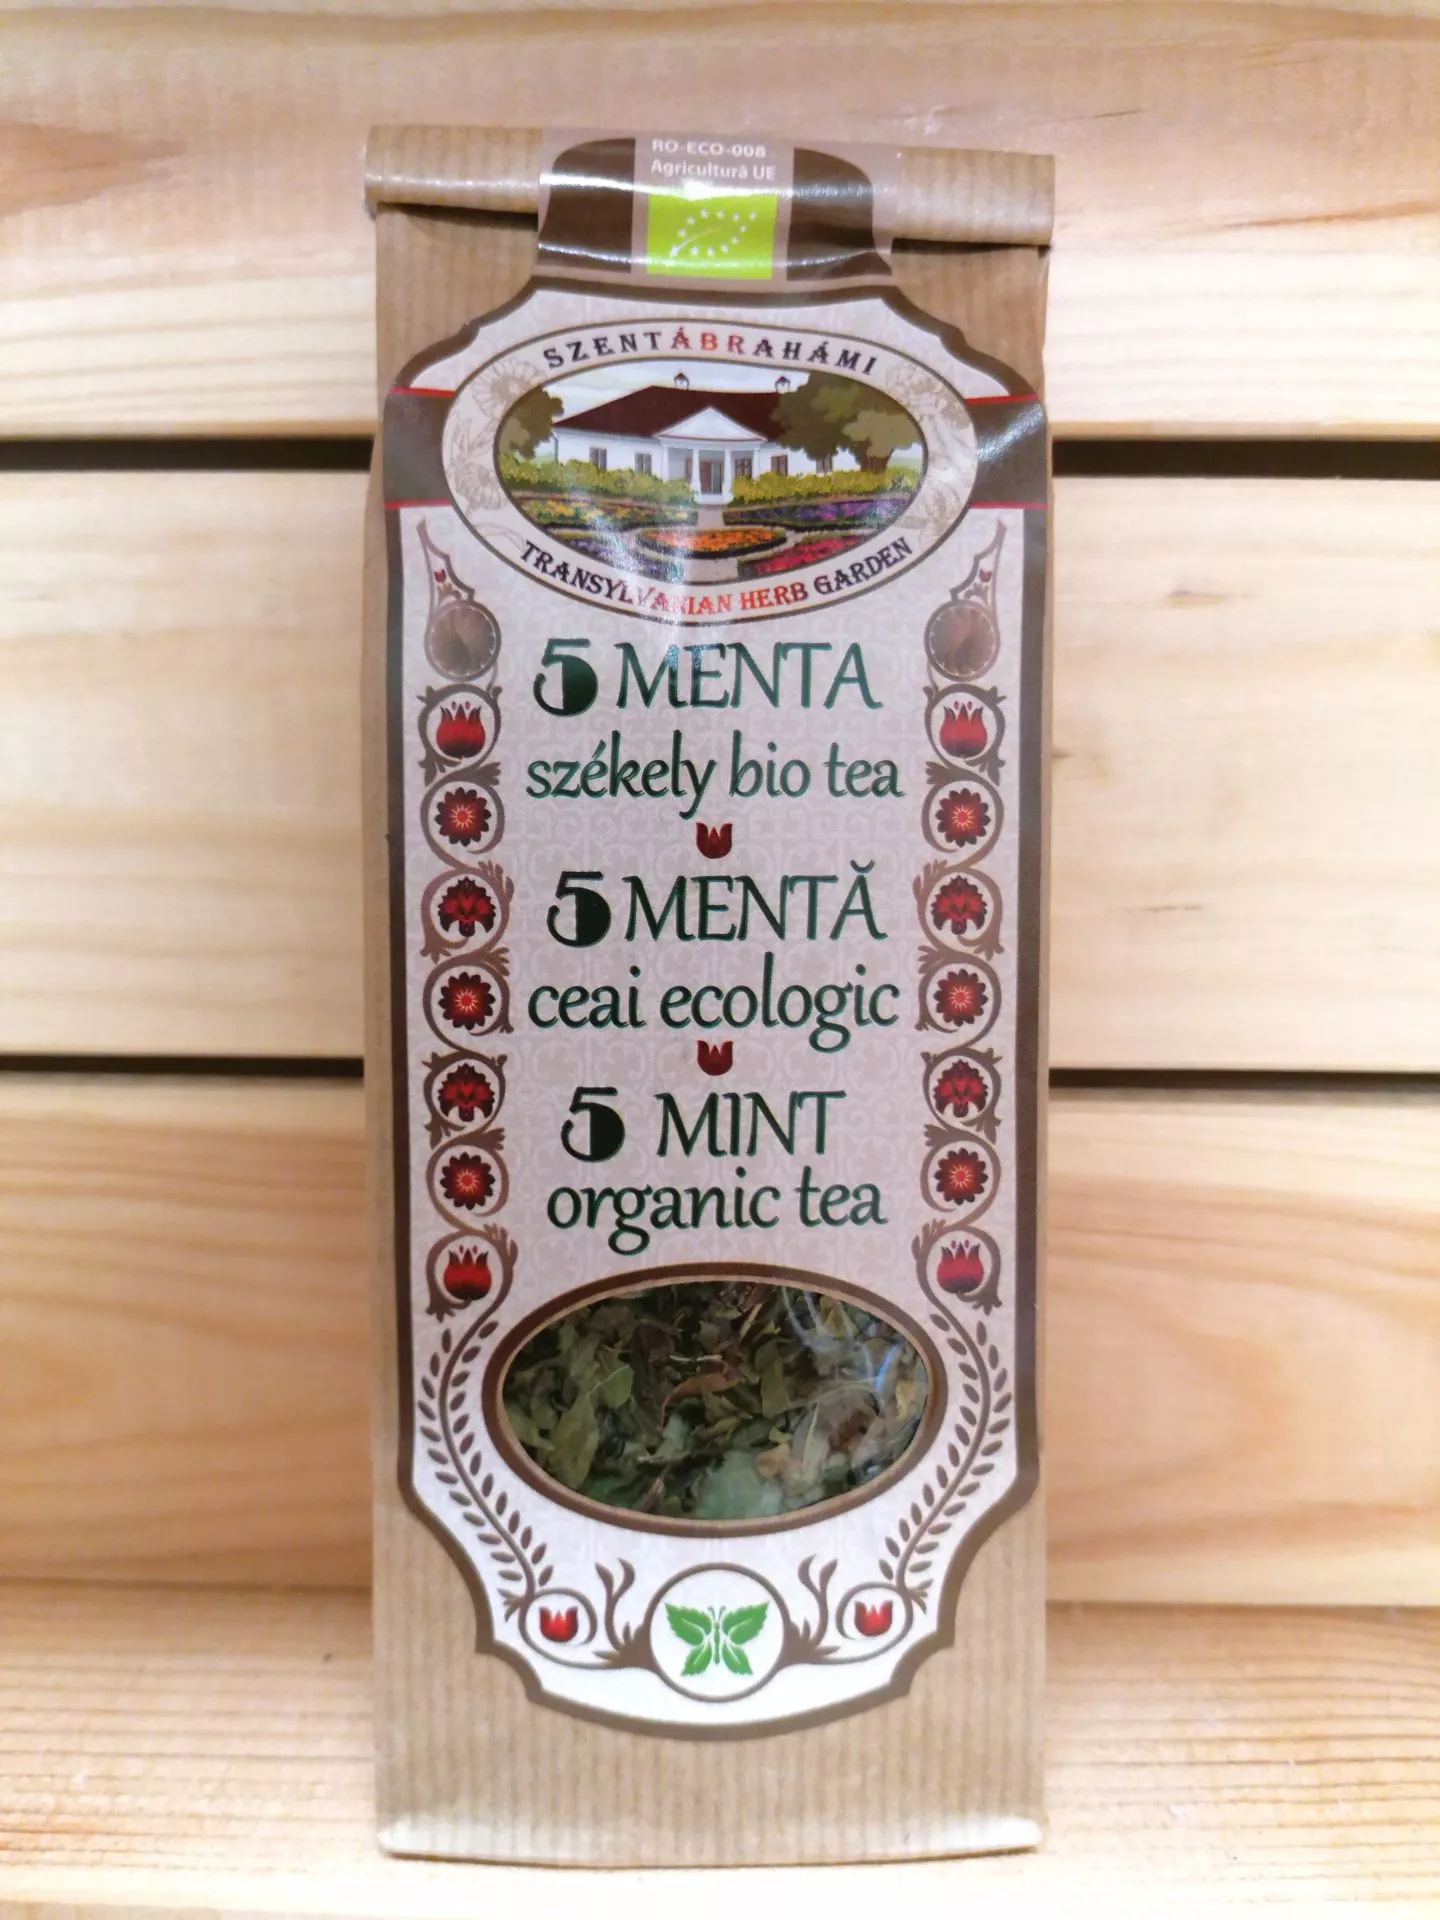 RO-ECO-008
Agricultură UE
SZENTÁBRAHÁMI
TRANSYLVANIAN HERB GARDEN
5 MENTA
székely bio tea
5 MENTĂ
ceai ecologic
5 MINT
organic tea